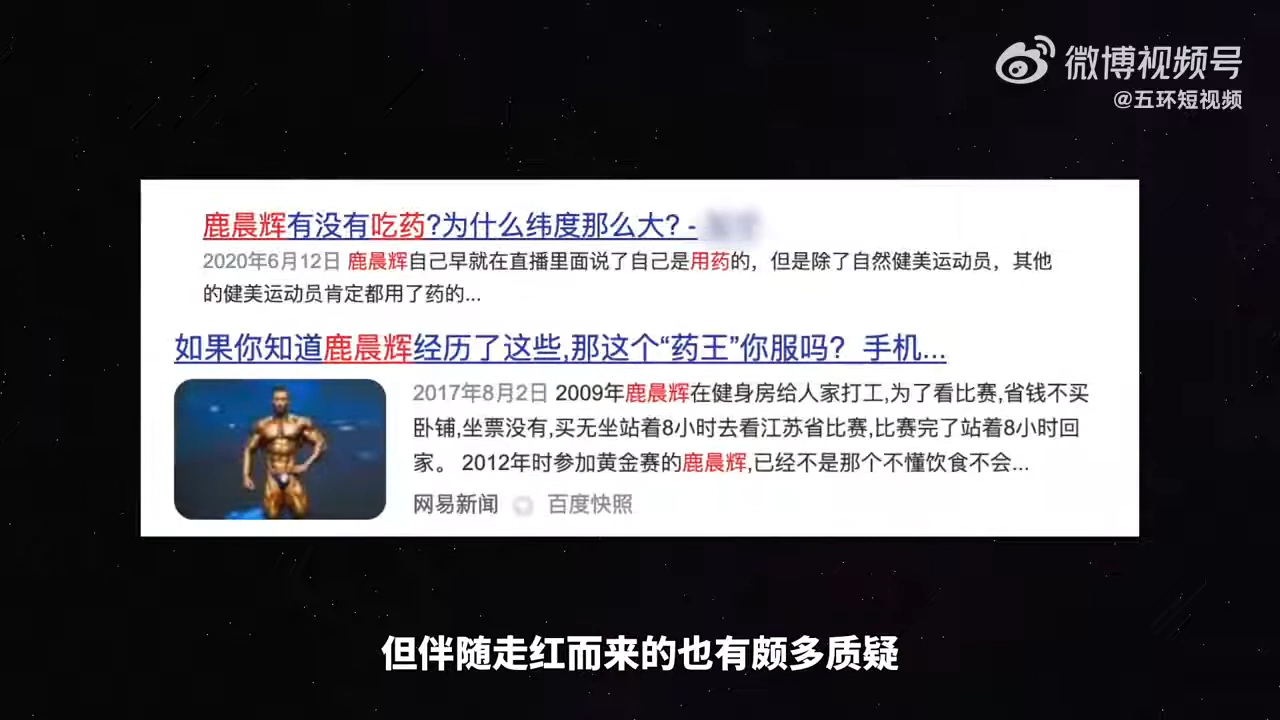 微博视频号
@五环短视频
鹿晨辉有没有吃药?为什么纬度那么大? -
2020年6月12日 鹿晨辉自己早就在直播里面说了自己是用药的，但是除了自然健美运动员，其他
的健美运动员肯定都用了药的...
如果你知道鹿晨辉经历了这些,那这个“药王”你服吗？ 手机...
2017年8月2日 2009年鹿晨辉在健身房给人家打工,为了看比赛,省钱不买
卧铺,坐票没有,买无坐站着8小时去看江苏省比赛,比赛完了站着8小时回
家。 2012年时参加黄金赛的鹿晨辉,已经不是那个不懂饮食不会...
网易新闻 百度快照
但伴随走红而来的也有颇多质疑